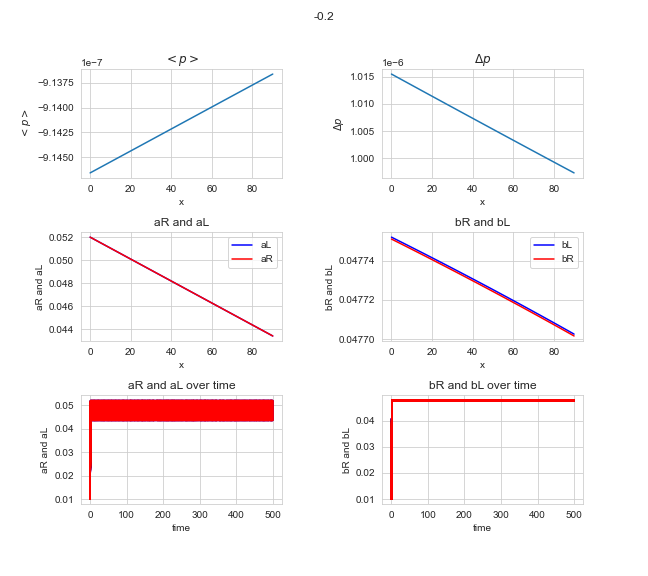 -0.2
< p >
1e−7
−9.1375
−9.1400
−9.1425
−9.1450
< p >
0 20 40 60 80
x
Δp
1e−6
1.015
1.010
1.005
1.000
Δp
0 20 40 60 80
x
aR and aL
0.052
0.050
0.048
0.046
0.044
aR and aL
aL
aR
0 20 40 60 80
x
bR and bL
0.04774
0.04772
0.04770
bR and bL
bL
bR
0 20 40 60 80
x
aR and aL over time
0.05
0.04
0.03
0.02
0.01
aR and aL
0 100 200 300 400 500
time
bR and bL over time
0.04
0.03
0.02
0.01
bR and bL
0 100 200 300 400 500
time